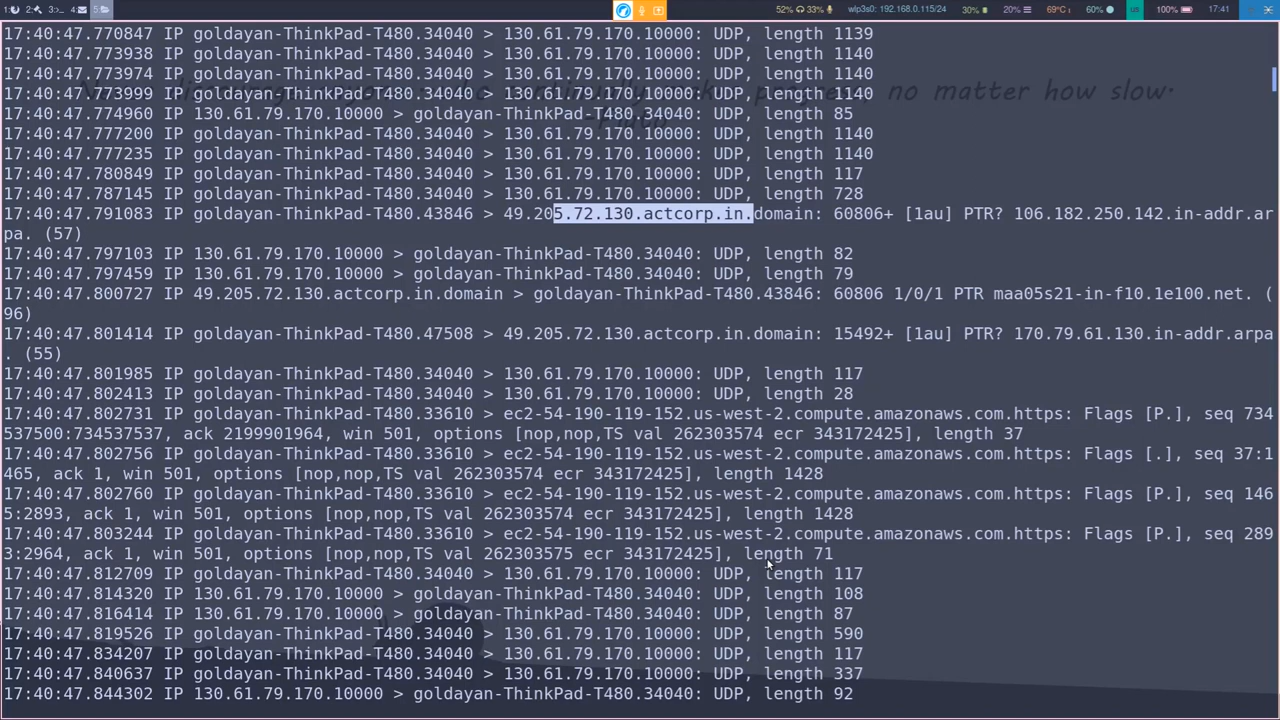 1: 2: 3: 4: 5: 52% 33% wlp3s0: 192.168.0.115/24 30% 20% 69°C 60% us 100% 17:41
17:40:47.770847 IP goldayan-ThinkPad-T480.34040 > 130.61.79.170.10000: UDP, length 1139
17:40:47.773938 IP goldayan-ThinkPad-T480.34040 > 130.61.79.170.10000: UDP, length 1140
17:40:47.773974 IP goldayan-ThinkPad-T480.34040 > 130.61.79.170.10000: UDP, length 1140
17:40:47.773999 IP goldayan-ThinkPad-T480.34040 > 130.61.79.170.10000: UDP, length 1140
no matter how slow.
17:40:47.774960 IP 130.61.79.170.10000 > goldayan-ThinkPad-T480.34040: UDP, length 85
17:40:47.777200 IP goldayan-ThinkPad-T480.34040 > 130.61.79.170.10000: UDP, length 1140
17:40:47.777235 IP goldayan-ThinkPad-T480.34040 > 130.61.79.170.10000: UDP, length 1140
17:40:47.780849 IP goldayan-ThinkPad-T480.34040 > 130.61.79.170.10000: UDP, length 117
17:40:47.787145 IP goldayan-ThinkPad-T480.34040 > 130.61.79.170.10000: UDP, length 728
17:40:47.791083 IP goldayan-ThinkPad-T480.43846 > 49.205.72.130.actcorp.in.domain: 60806+ [1au] PTR? 106.182.250.142.in-addr.ar
pa. (57)
17:40:47.797103 IP 130.61.79.170.10000 > goldayan-ThinkPad-T480.34040: UDP, length 82
17:40:47.797459 IP 130.61.79.170.10000 > goldayan-ThinkPad-T480.34040: UDP, length 79
17:40:47.800727 IP 49.205.72.130.actcorp.in.domain > goldayan-ThinkPad-T480.43846: 60806 1/0/1 PTR maa05s21-in-f10.1e100.net. (
96)
17:40:47.801414 IP goldayan-ThinkPad-T480.47508 > 49.205.72.130.actcorp.in.domain: 15492+ [1au] PTR? 170.79.61.130.in-addr.arpa
. (55)
17:40:47.801985 IP goldayan-ThinkPad-T480.34040 > 130.61.79.170.10000: UDP, length 117
17:40:47.802413 IP goldayan-ThinkPad-T480.34040 > 130.61.79.170.10000: UDP, length 28
17:40:47.802731 IP goldayan-ThinkPad-T480.33610 > ec2-54-190-119-152.us-west-2.compute.amazonaws.com.https: Flags [P.], seq 734
537500:734537537, ack 2199901964, win 501, options [nop,nop,TS val 262303574 ecr 343172425], length 37
17:40:47.802756 IP goldayan-ThinkPad-T480.33610 > ec2-54-190-119-152.us-west-2.compute.amazonaws.com.https: Flags [.], seq 37:1
465, ack 1, win 501, options [nop,nop,TS val 262303574 ecr 343172425], length 1428
17:40:47.802760 IP goldayan-ThinkPad-T480.33610 > ec2-54-190-119-152.us-west-2.compute.amazonaws.com.https: Flags [P.], seq 146
5:2893, ack 1, win 501, options [nop,nop,TS val 262303574 ecr 343172425], length 1428
17:40:47.803244 IP goldayan-ThinkPad-T480.33610 > ec2-54-190-119-152.us-west-2.compute.amazonaws.com.https: Flags [P.], seq 289
3:2964, ack 1, win 501, options [nop,nop,TS val 262303575 ecr 343172425], length 71
17:40:47.812709 IP goldayan-ThinkPad-T480.34040 > 130.61.79.170.10000: UDP, length 117
17:40:47.814320 IP 130.61.79.170.10000 > goldayan-ThinkPad-T480.34040: UDP, length 108
17:40:47.816414 IP 130.61.79.170.10000 > goldayan-ThinkPad-T480.34040: UDP, length 87
17:40:47.819526 IP goldayan-ThinkPad-T480.34040 > 130.61.79.170.10000: UDP, length 590
17:40:47.834207 IP goldayan-ThinkPad-T480.34040 > 130.61.79.170.10000: UDP, length 117
17:40:47.840637 IP goldayan-ThinkPad-T480.34040 > 130.61.79.170.10000: UDP, length 337
17:40:47.844302 IP 130.61.79.170.10000 > goldayan-ThinkPad-T480.34040: UDP, length 92